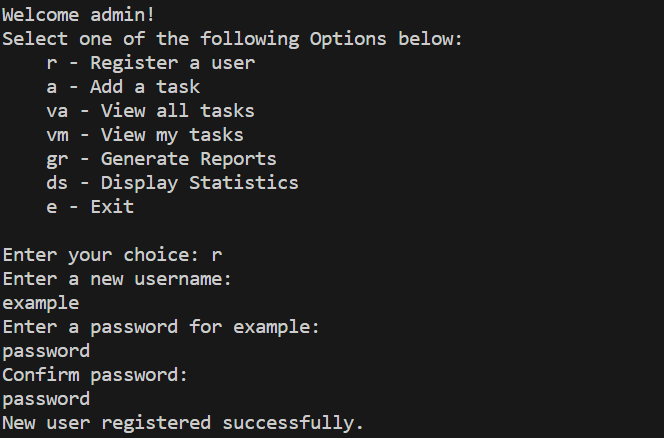 Welcome admin!
Select one of the following Options below:
    r - Register a user
    a - Add a task
    va - View all tasks
    vm - View my tasks
    gr - Generate Reports
    ds - Display Statistics
    e - Exit

Enter your choice: r
Enter a new username:
example
Enter a password for example:
password
Confirm password:
password
New user registered successfully.